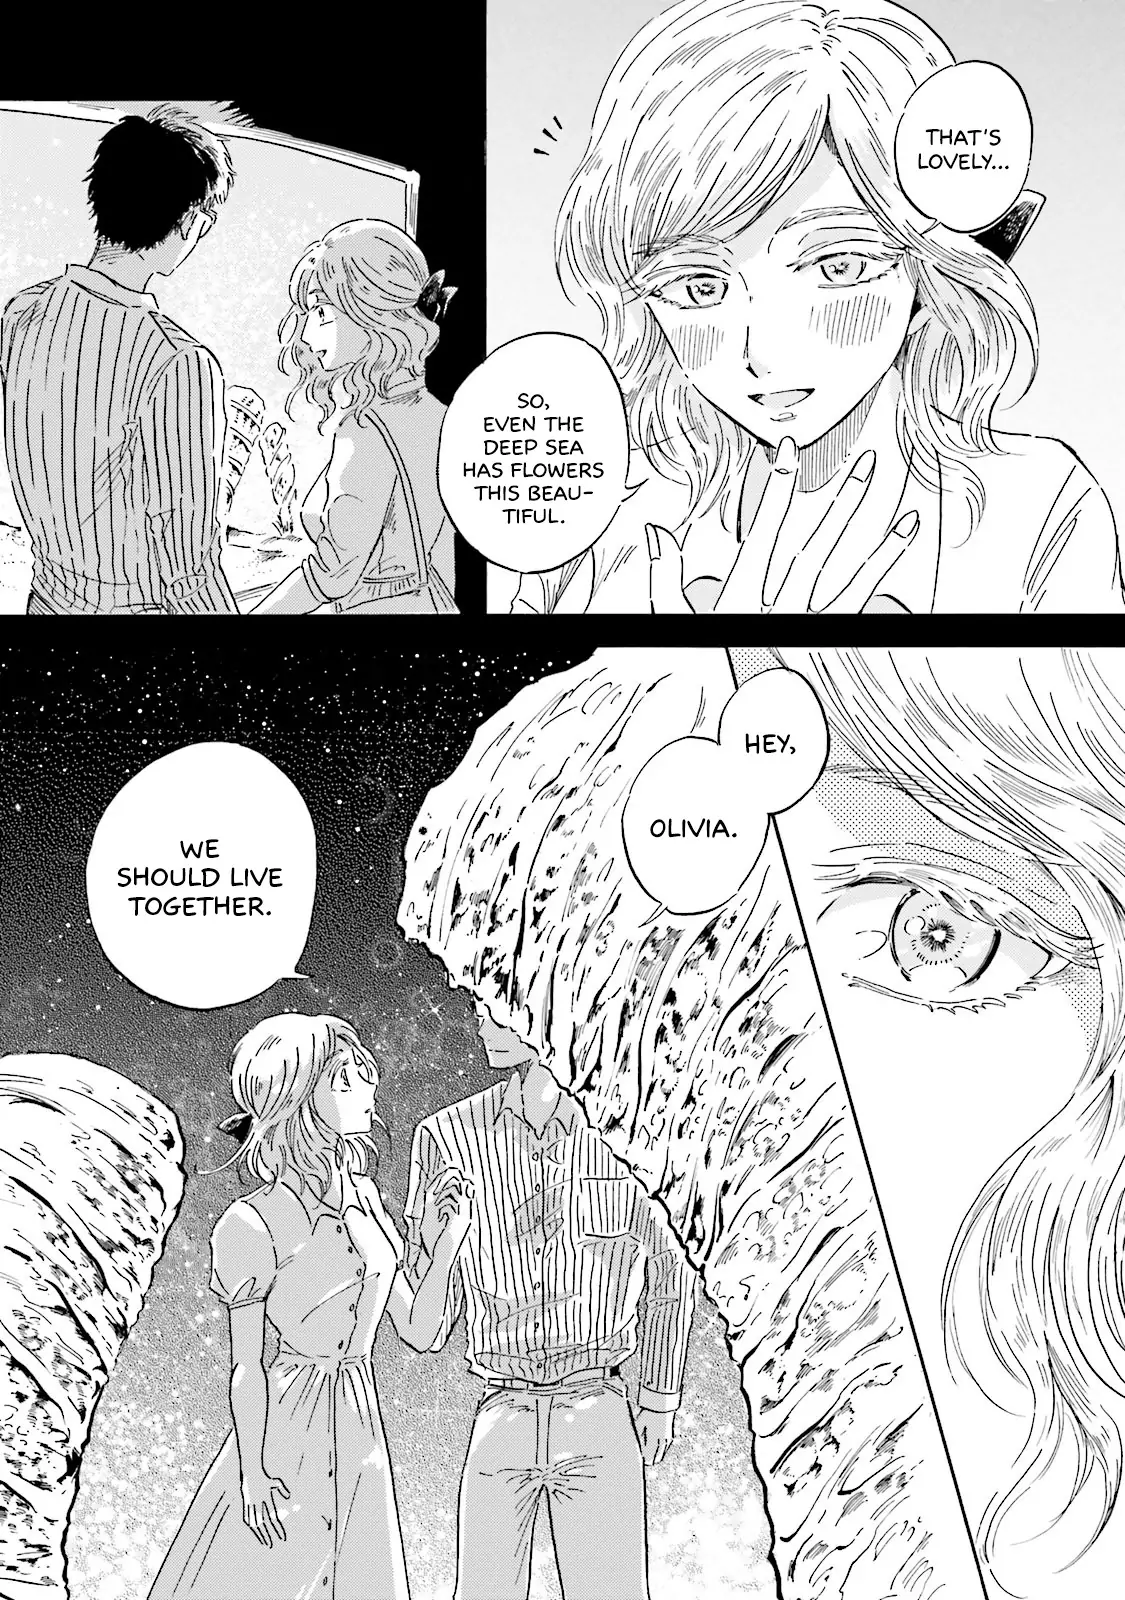 THAT'S
LOVELY...
SO,
EVEN THE
DEEP SEA
HAS FLOWERS
THIS BEAU-
TIFUL.
HEY,
OLIVIA.
WE
SHOULD LIVE
TOGETHER.